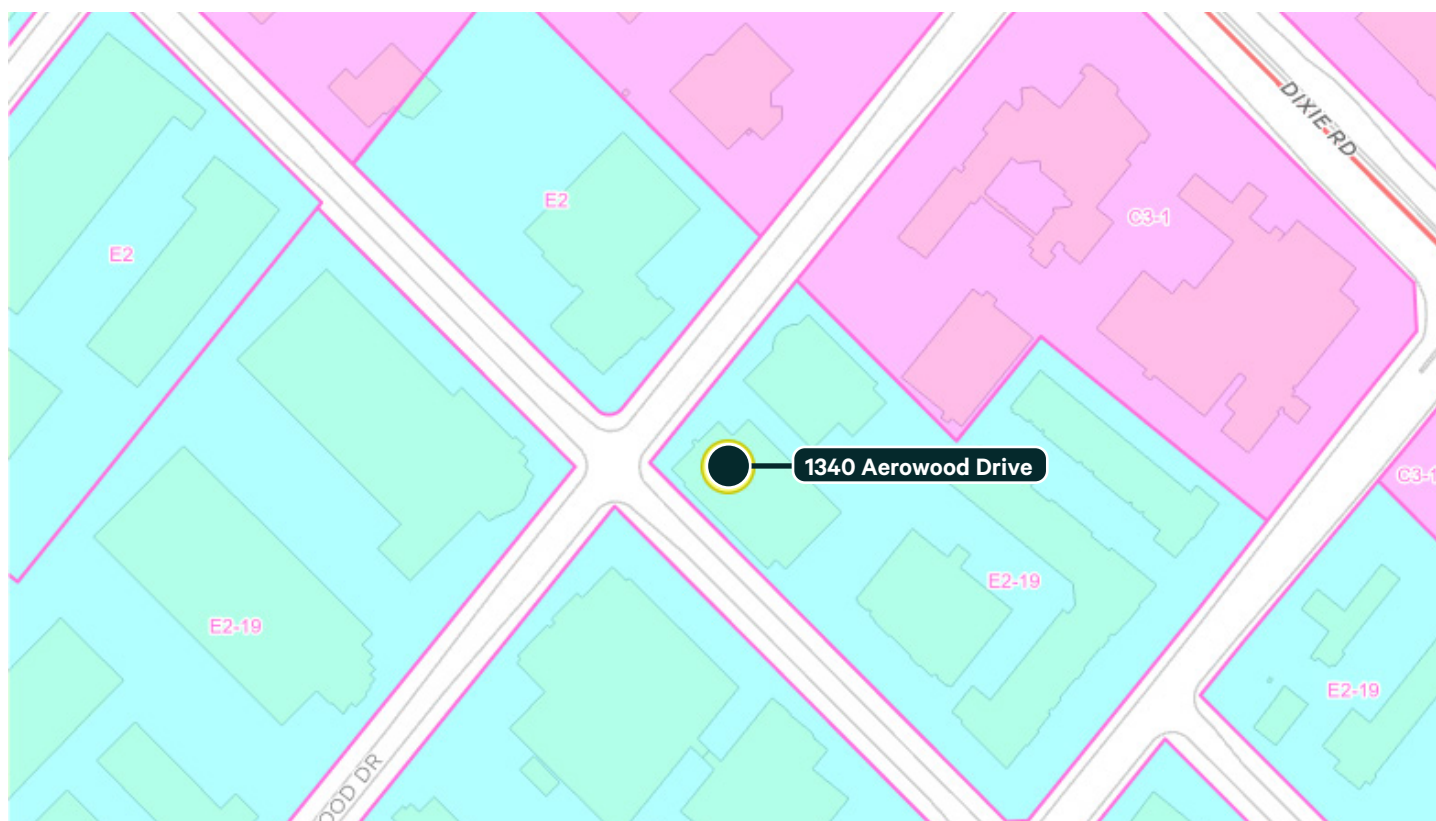 DIXIE RD
E2
C3-1
E2
1340 Aerowood Drive
C3-1
E2-19
E2-19
E2-19
OOD DR